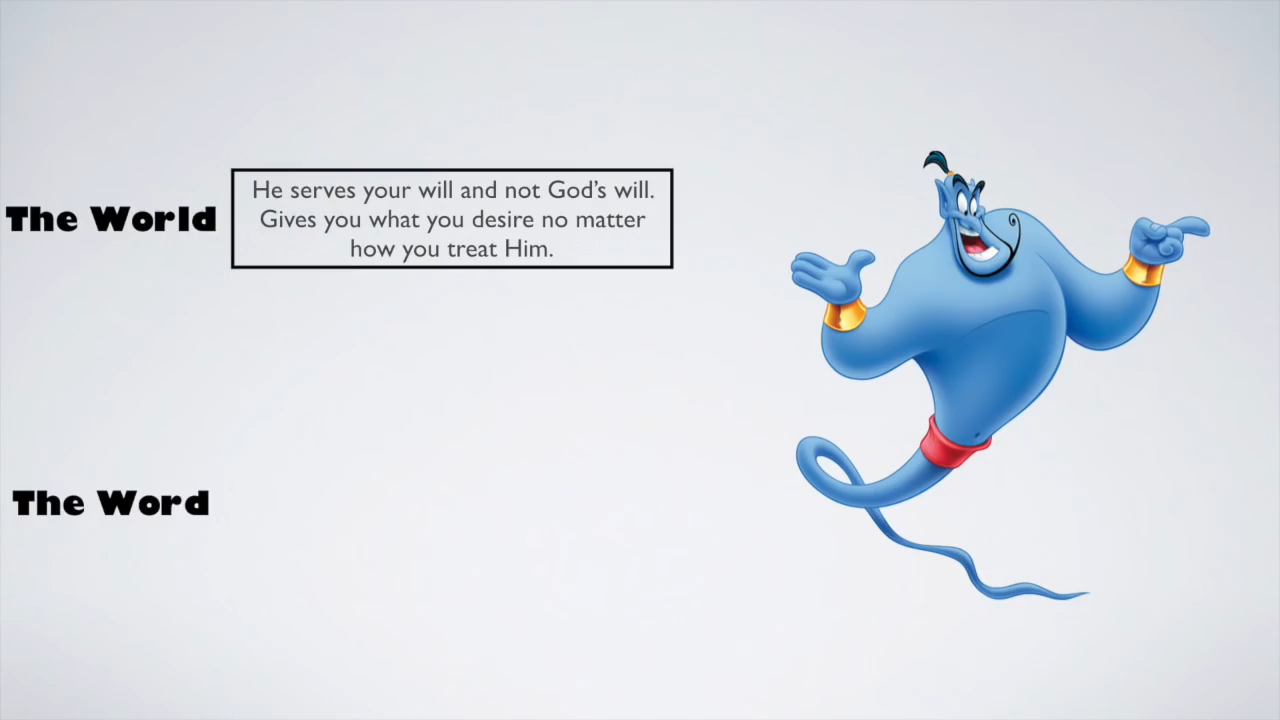 The World
He serves your will and not God's will.
Gives you what you desire no matter
how you treat Him.
The Word